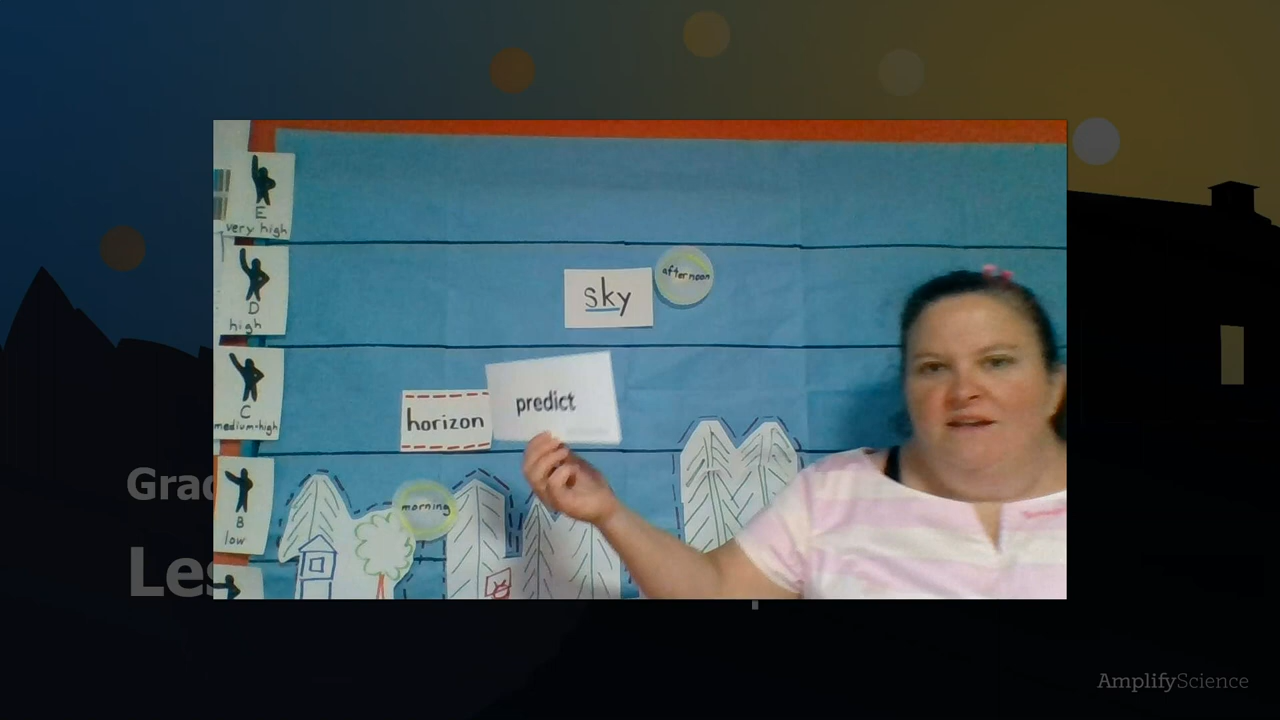 E
very high
D
high
C
medium-high
B
low
sky
afternoon
horizon
predict
morning
Grad
Les
AmplifyScience